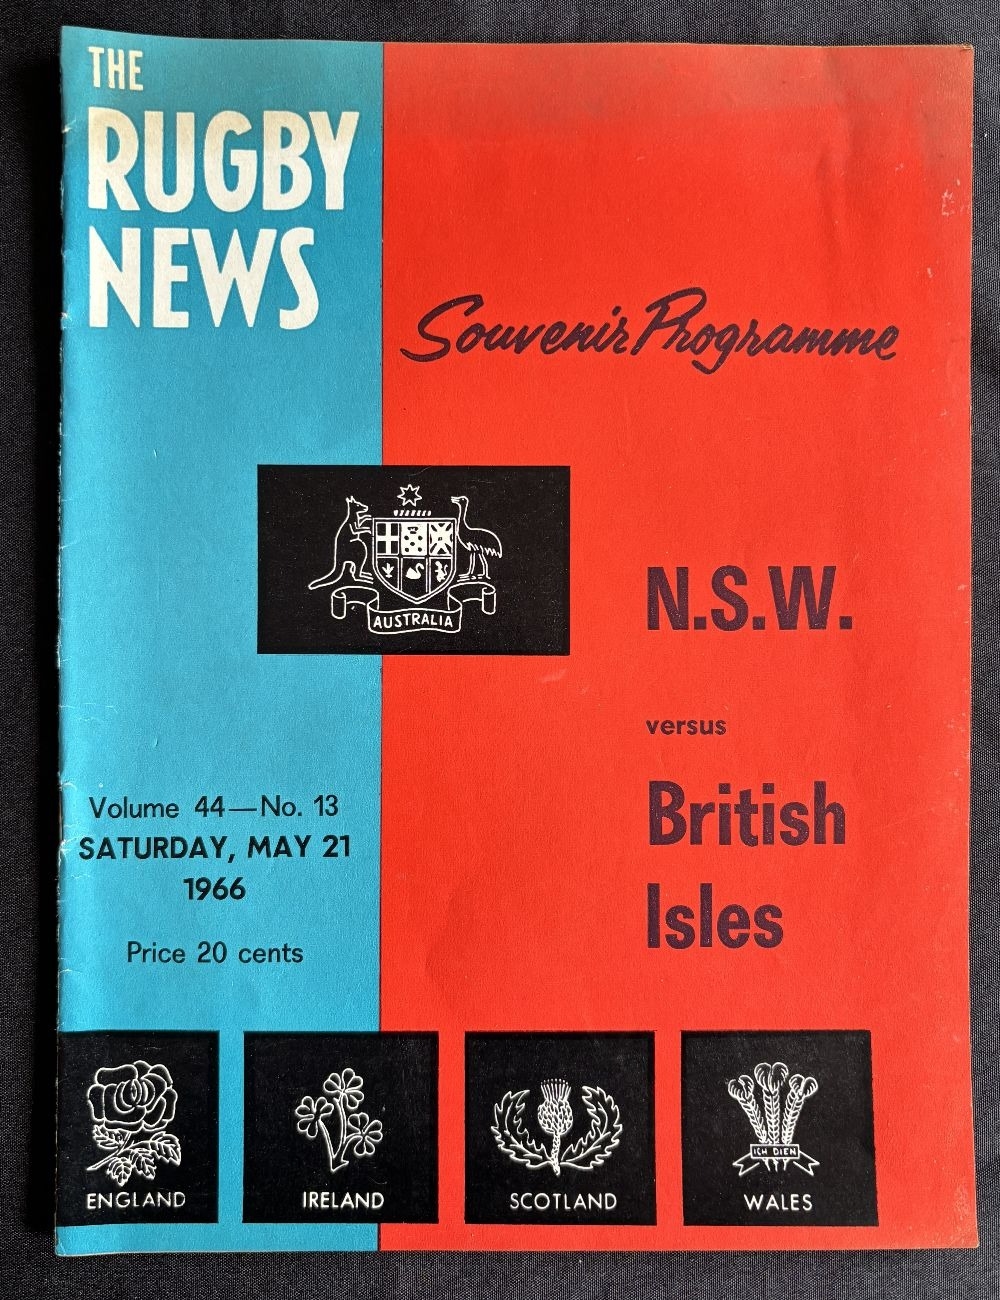 THE
RUGBY
NEWS
Souvenir Programme
AUSTRALIA
N.S.W.
versus
British
Isles
Volume 44—No. 13
SATURDAY, MAY 21
1966
Price 20 cents
ENGLAND
IRELAND
SCOTLAND
ICH DIEN
WALES